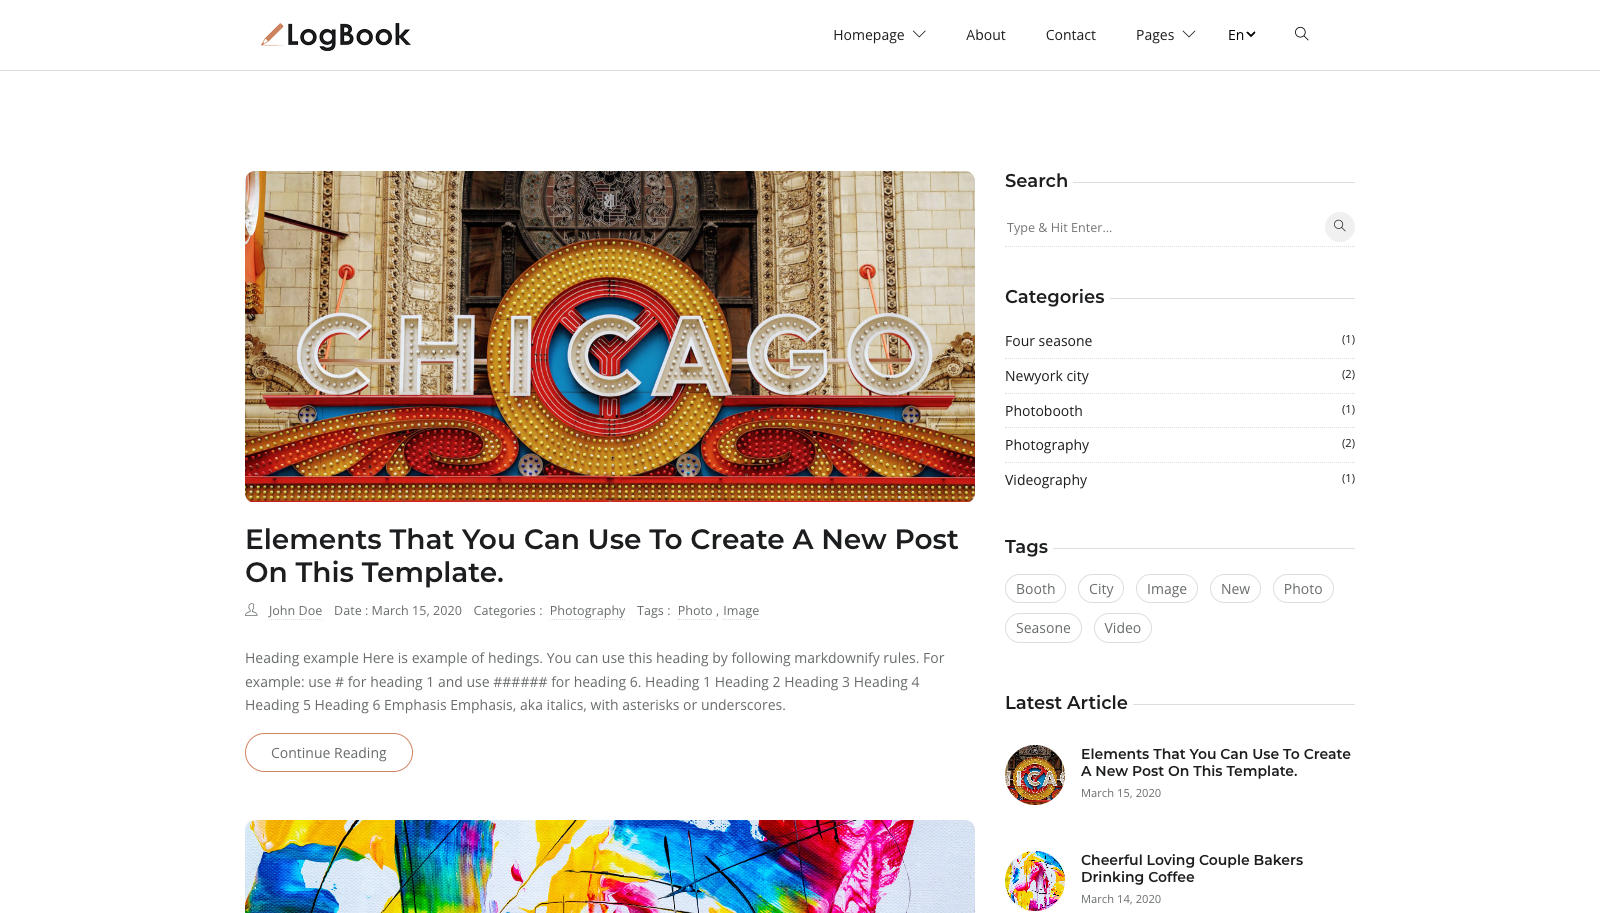 LogBook
Homepage
About
Contact
Pages
En
CHICAGO
Elements That You Can Use To Create A New Post
On This Template.
John Doe Date : March 15, 2020 Categories : Photography Tags : Photo , Image
Heading example Here is example of hedings. You can use this heading by following markdownify rules. For
example: use # for heading 1 and use ###### for heading 6. Heading 1 Heading 2 Heading 3 Heading 4
Heading 5 Heading 6 Emphasis Emphasis, aka italics, with asterisks or underscores.
Continue Reading
Search
Type & Hit Enter...
Categories
Four seasone (1)
Newyork city (2)
Photobooth (1)
Photography (2)
Videography (1)
Tags
Booth City Image New Photo
Seasone Video
Latest Article
Elements That You Can Use To Create
A New Post On This Template.
March 15, 2020
Cheerful Loving Couple Bakers
Drinking Coffee
March 14, 2020